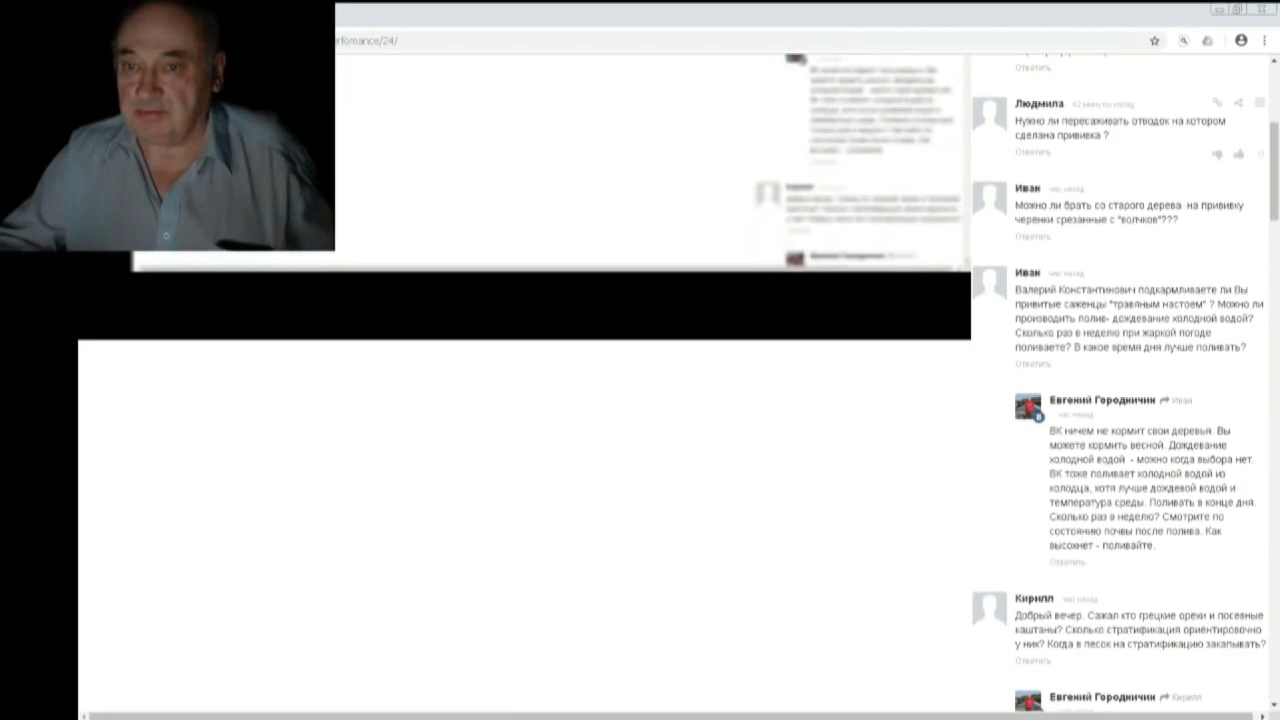 rfomance/24/
Ответить
Людмила 42 минуты назад
Нужно ли пересаживать отводок на котором
сделана прививка ?
Ответить
0
Иван час назад
Можно ли брать со старого дерева на прививку
черенки срезанные с "волчков"???
Ответить
Иван час назад
Валерий Константинович подкармливаете ли Вы
привитые саженцы "травяным настоем" ? Можно ли
производить полив- дождевание холодной водой?
Сколько раз в неделю при жаркой погоде
поливаете? В какое время дня лучше поливать?
Ответить
Евгений Городничин Иван
час назад
ВК ничем не кормит свои деревья. Вы
можете кормить весной. Дождевание
холодной водой - можно когда выбора нет.
ВК тоже поливает холодной водой из
колодца, хотя лучше дождевой водой и
температура среды. Поливать в конце дня.
Сколько раз в неделю? Смотрите по
состоянию почвы после полива. Как
высохнет - поливайте.
Ответить
Кирилл час назад
Добрый вечер. Сажал кто грецкие орехи и посевные
каштаны? Сколько стратификация ориентировочно
у них? Когда в песок на стратификацию закапывать?
Ответить
Евгений Городничин Кирилл